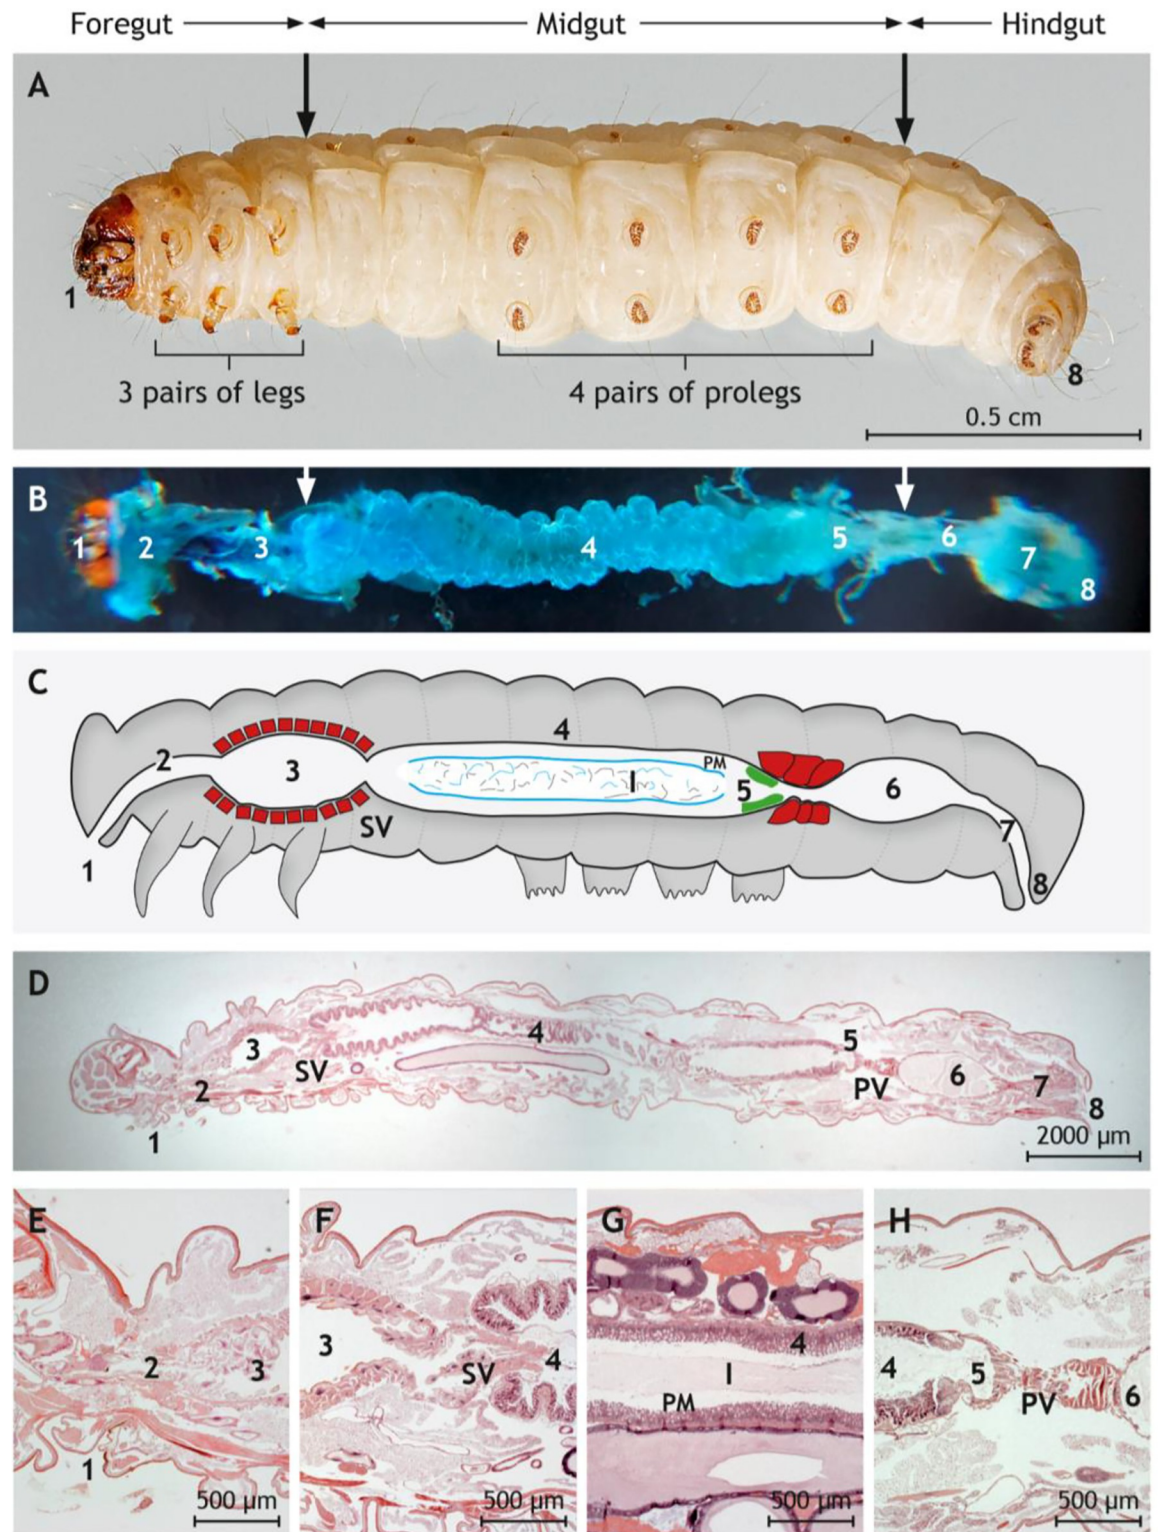 Foregut Midgut Hindgut
A
1
8
3 pairs of legs 4 pairs of prolegs
0.5 cm
B
1 2 3 4 5 6 7 8
C
4
2 3 PM I 5 6
SV 7
1 8
D
3 4 5
SV 6 7
2 PV 8
1 2000 µm
E
2 3
1
500 µm
F
3 SV 4
500 µm
G
4
I
PM
500 µm
H
4 5 PV 6
500 µm